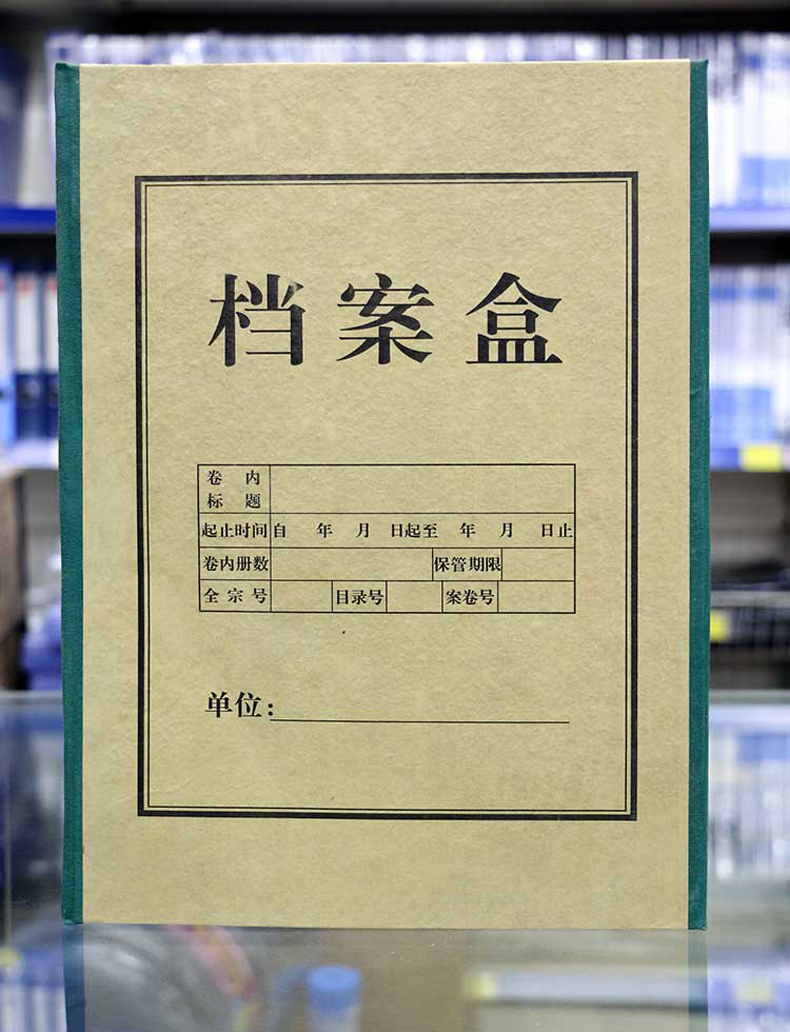 档案盒
卷 内
标 题
起止时间 自 年 月 日起至 年 月 日止
卷内册数 保管期限
全宗号 目录号 案卷号
单位：